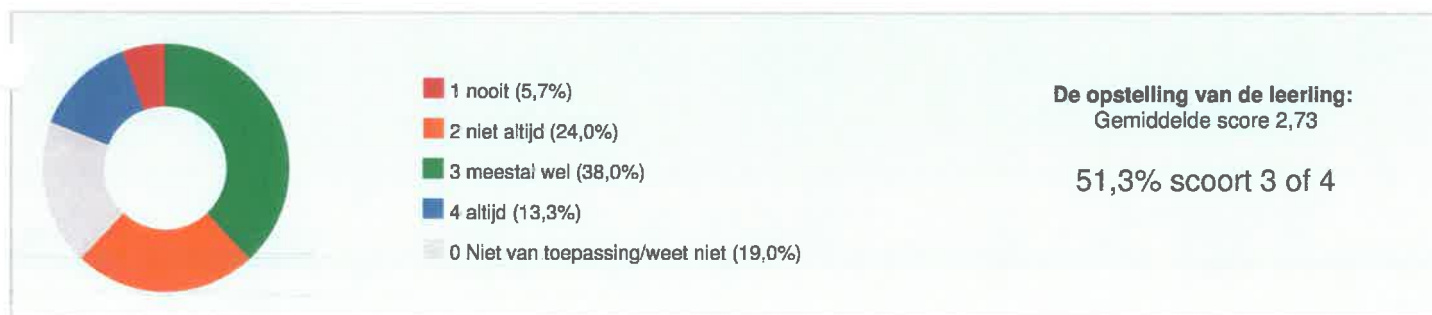 1 nooit (5,7%)
2 niet altijd (24,0%)
3 meestal wel (38,0%)
4 altijd (13,3%)
0 Niet van toepassing/weet niet (19,0%)
De opstelling van de leerling:
Gemiddelde score 2,73
51,3% scoort 3 of 4